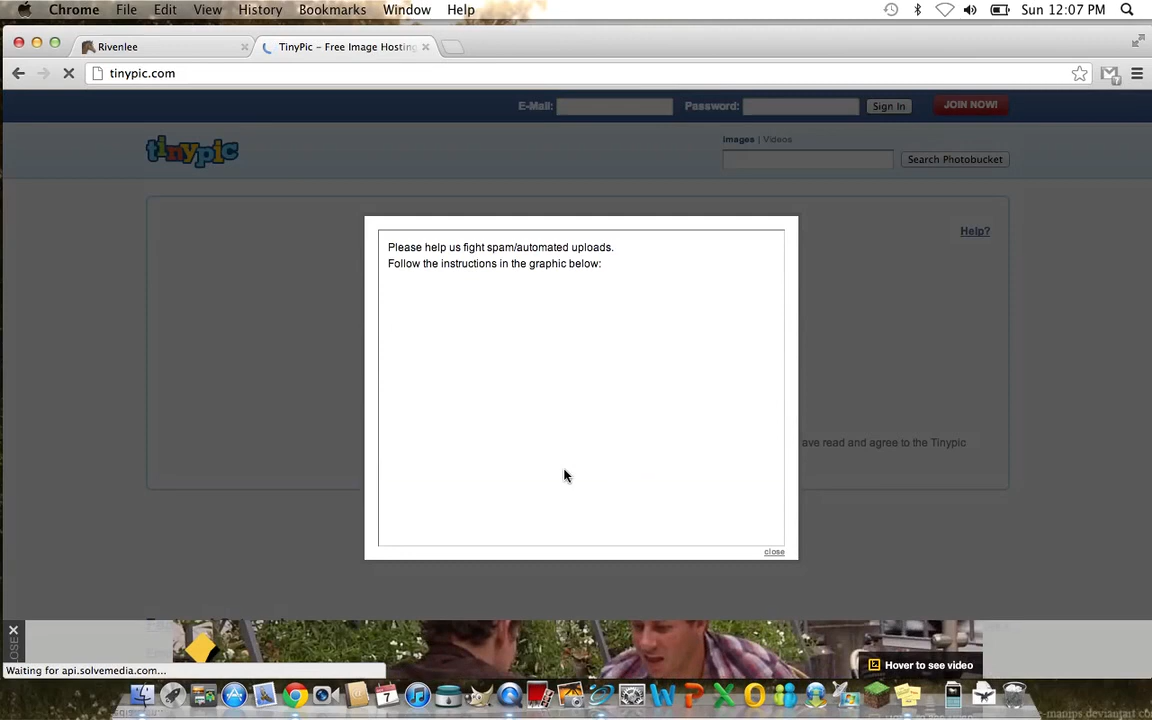 Chrome File Edit View History Bookmarks Window Help Sun 12:07 PM
Rivenlee TinyPic – Free Image Hosting
tinypic.com
E-Mail: Password: Sign In JOIN NOW!
tinypic
Images | Videos
Search Photobucket
Help?
Please help us fight spam/automated uploads.
Follow the instructions in the graphic below:
ave read and agree to the Tinypic
close
Hover to see video
Waiting for api.solvemedia.com...